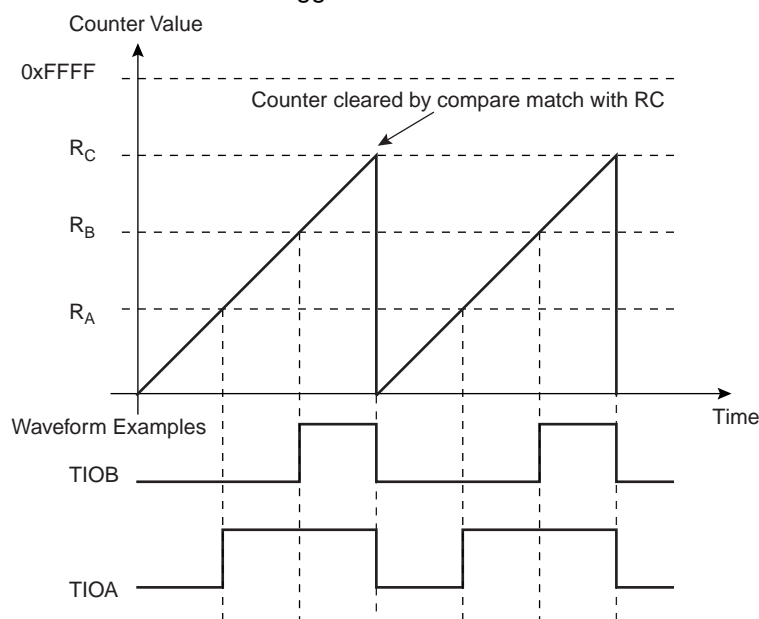 Counter Value
0xFFFF
Counter cleared by compare match with RC
RC
RB
RA
Time
Waveform Examples
TIOB
TIOA